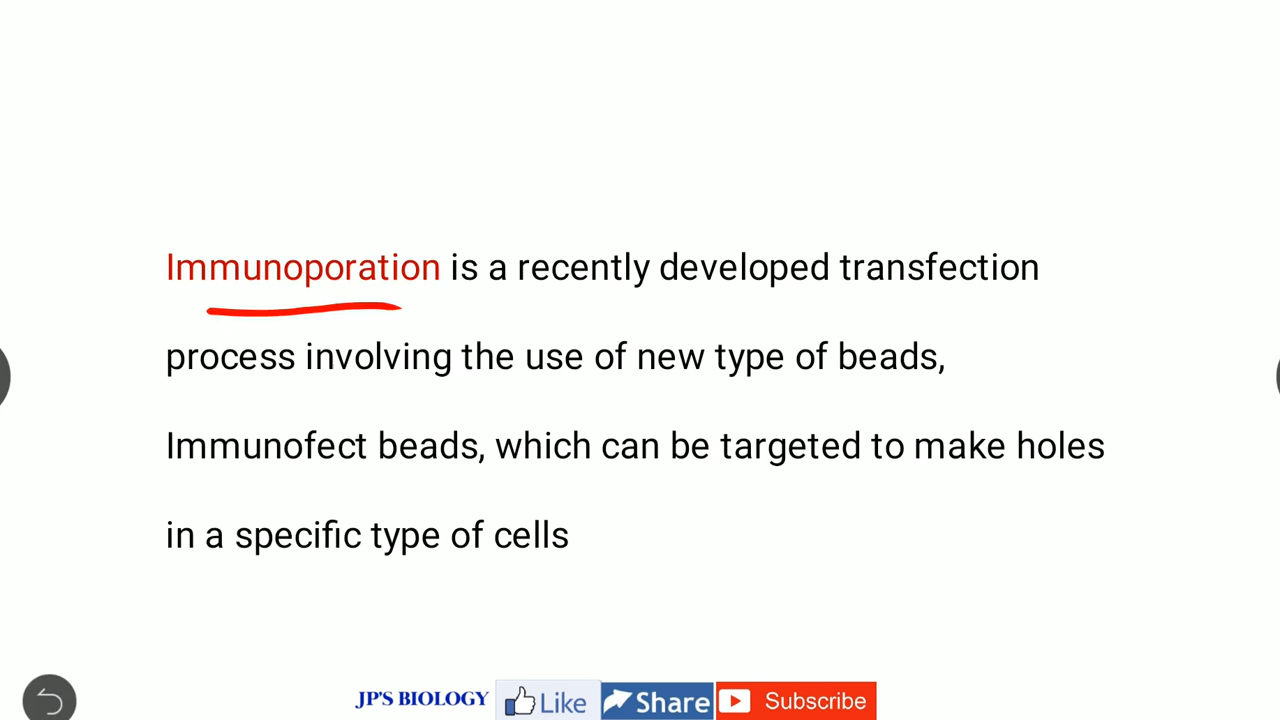 Immunoporation is a recently developed transfection
process involving the use of new type of beads,
Immunofect beads, which can be targeted to make holes
in a specific type of cells
JP'S BIOLOGY Like Share Subscribe